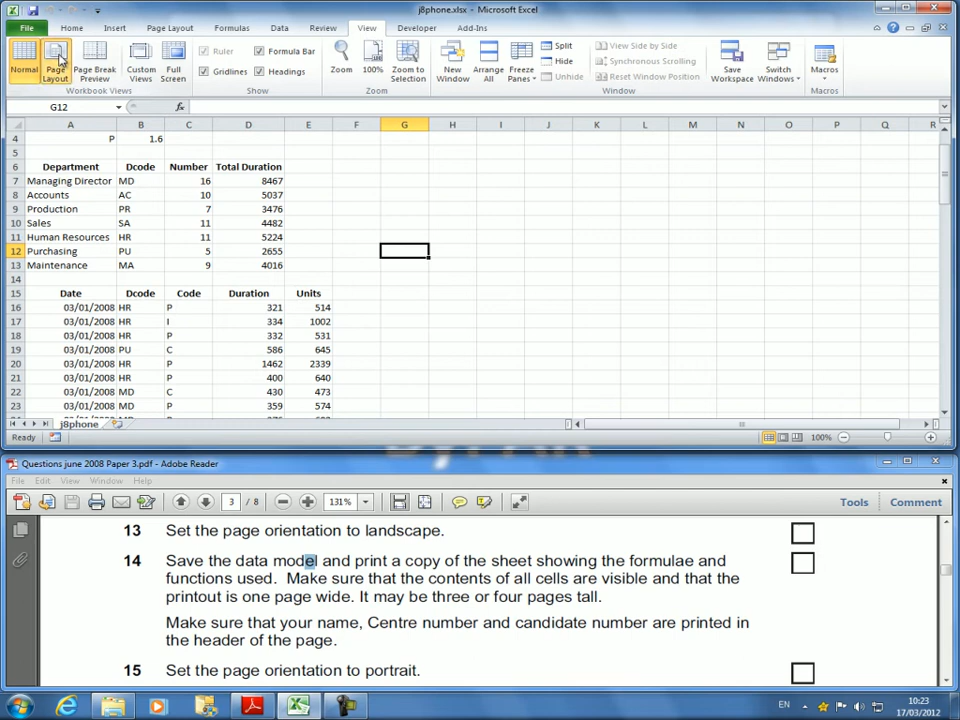 j8phone.xlsx - Microsoft Excel
File Home Insert Page Layout Formulas Data Review View Developer Add-Ins
Normal Page Layout Page Break Preview Custom Views Full Screen
Workbook Views
Ruler Formula Bar
Gridlines Headings
Show
Zoom 100% Zoom to Selection
Zoom
New Window Arrange All Freeze Panes
Split View Side by Side
Hide Synchronous Scrolling
Unhide Reset Window Position
Save Workspace Switch Windows
Window
Macros
Macros
G12 fx
A B C D E F G H I J K L M N O P Q R
4 P 1.6
5
6 Department Dcode Number Total Duration
7 Managing Director MD 16 8467
8 Accounts AC 10 5037
9 Production PR 7 3476
10 Sales SA 11 4482
11 Human Resources HR 11 5224
12 Purchasing PU 5 2655
13 Maintenance MA 9 4016
14
15 Date Dcode Code Duration Units
16 03/01/2008 HR P 321 514
17 03/01/2008 HR I 334 1002
18 03/01/2008 HR P 332 531
19 03/01/2008 PU C 586 645
20 03/01/2008 HR P 1462 2339
21 03/01/2008 HR P 400 640
22 03/01/2008 MD C 430 473
23 03/01/2008 MD P 359 574
j8phone
Ready 100%
Questions june 2008 Paper 3.pdf - Adobe Reader
File Edit View Window Help
3 / 8 131% Tools Comment
13 Set the page orientation to landscape.
14 Save the data model and print a copy of the sheet showing the formulae and
functions used. Make sure that the contents of all cells are visible and that the
printout is one page wide. It may be three or four pages tall.
Make sure that your name, Centre number and candidate number are printed in
the header of the page.
15 Set the page orientation to portrait.
EN 10:23
17/03/2012